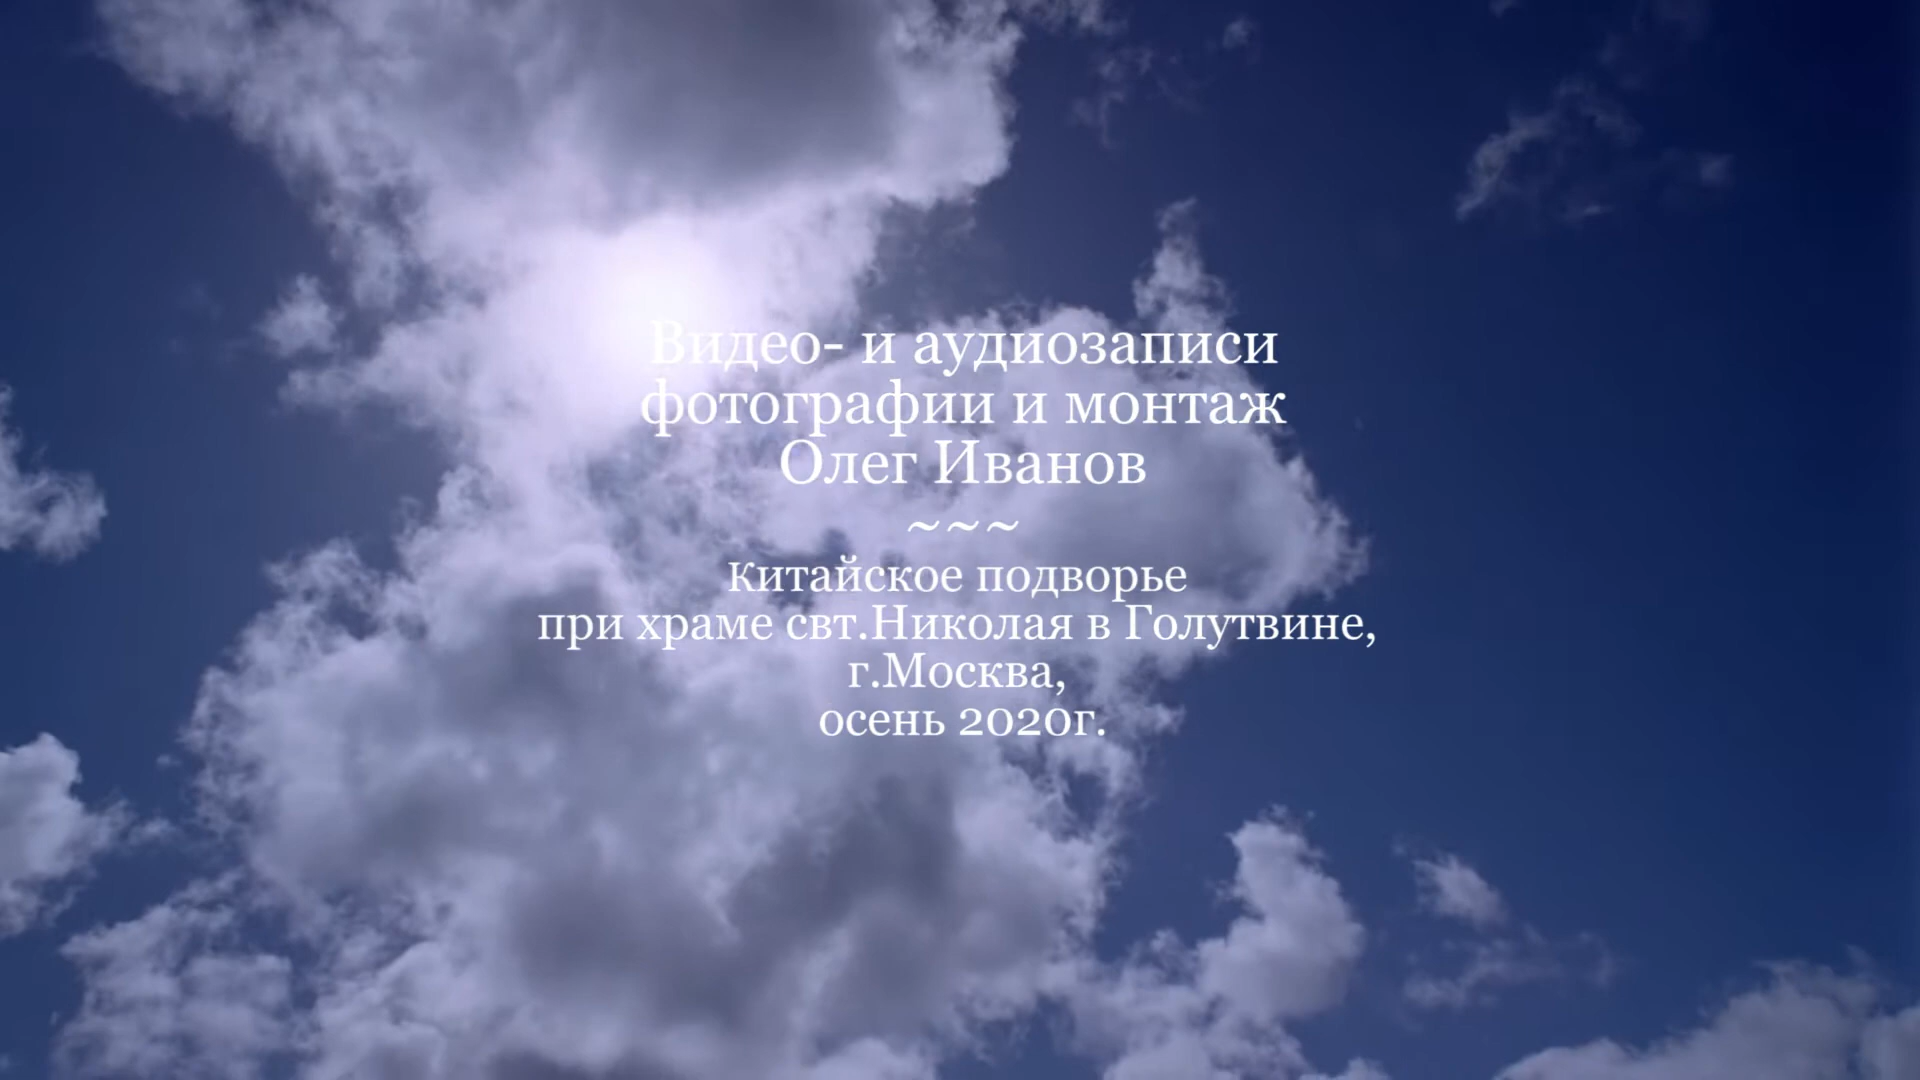 Видео- и аудиозаписи
фотографии и монтаж
Олег Иванов
~~~
Китайское подворье
при храме свт.Николая в Голутвине,
г.Москва,
осень 2020г.